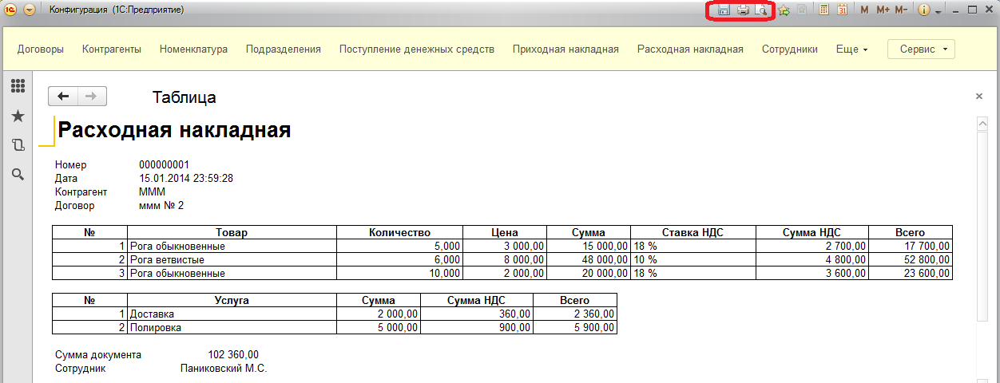 1С Конфигурация (1С:Предприятие) 31 M M+ M-
Договоры Контрагенты Номенклатура Подразделения Поступление денежных средств Приходная накладная Расходная накладная Сотрудники Еще Сервис
Таблица
Расходная накладная
Номер 000000001
Дата 15.01.2014 23:59:28
Контрагент МММ
Договор ммм № 2
№ Товар Количество Цена Сумма Ставка НДС Сумма НДС Всего
1 Рога обыкновенные 5,000 3 000,00 15 000,00 18 % 2 700,00 17 700,00
2 Рога ветвистые 6,000 8 000,00 48 000,00 10 % 4 800,00 52 800,00
3 Рога обыкновенные 10,000 2 000,00 20 000,00 18 % 3 600,00 23 600,00
№ Услуга Сумма Сумма НДС Всего
1 Доставка 2 000,00 360,00 2 360,00
2 Полировка 5 000,00 900,00 5 900,00
Сумма документа 102 360,00
Сотрудник Паниковский М.С.